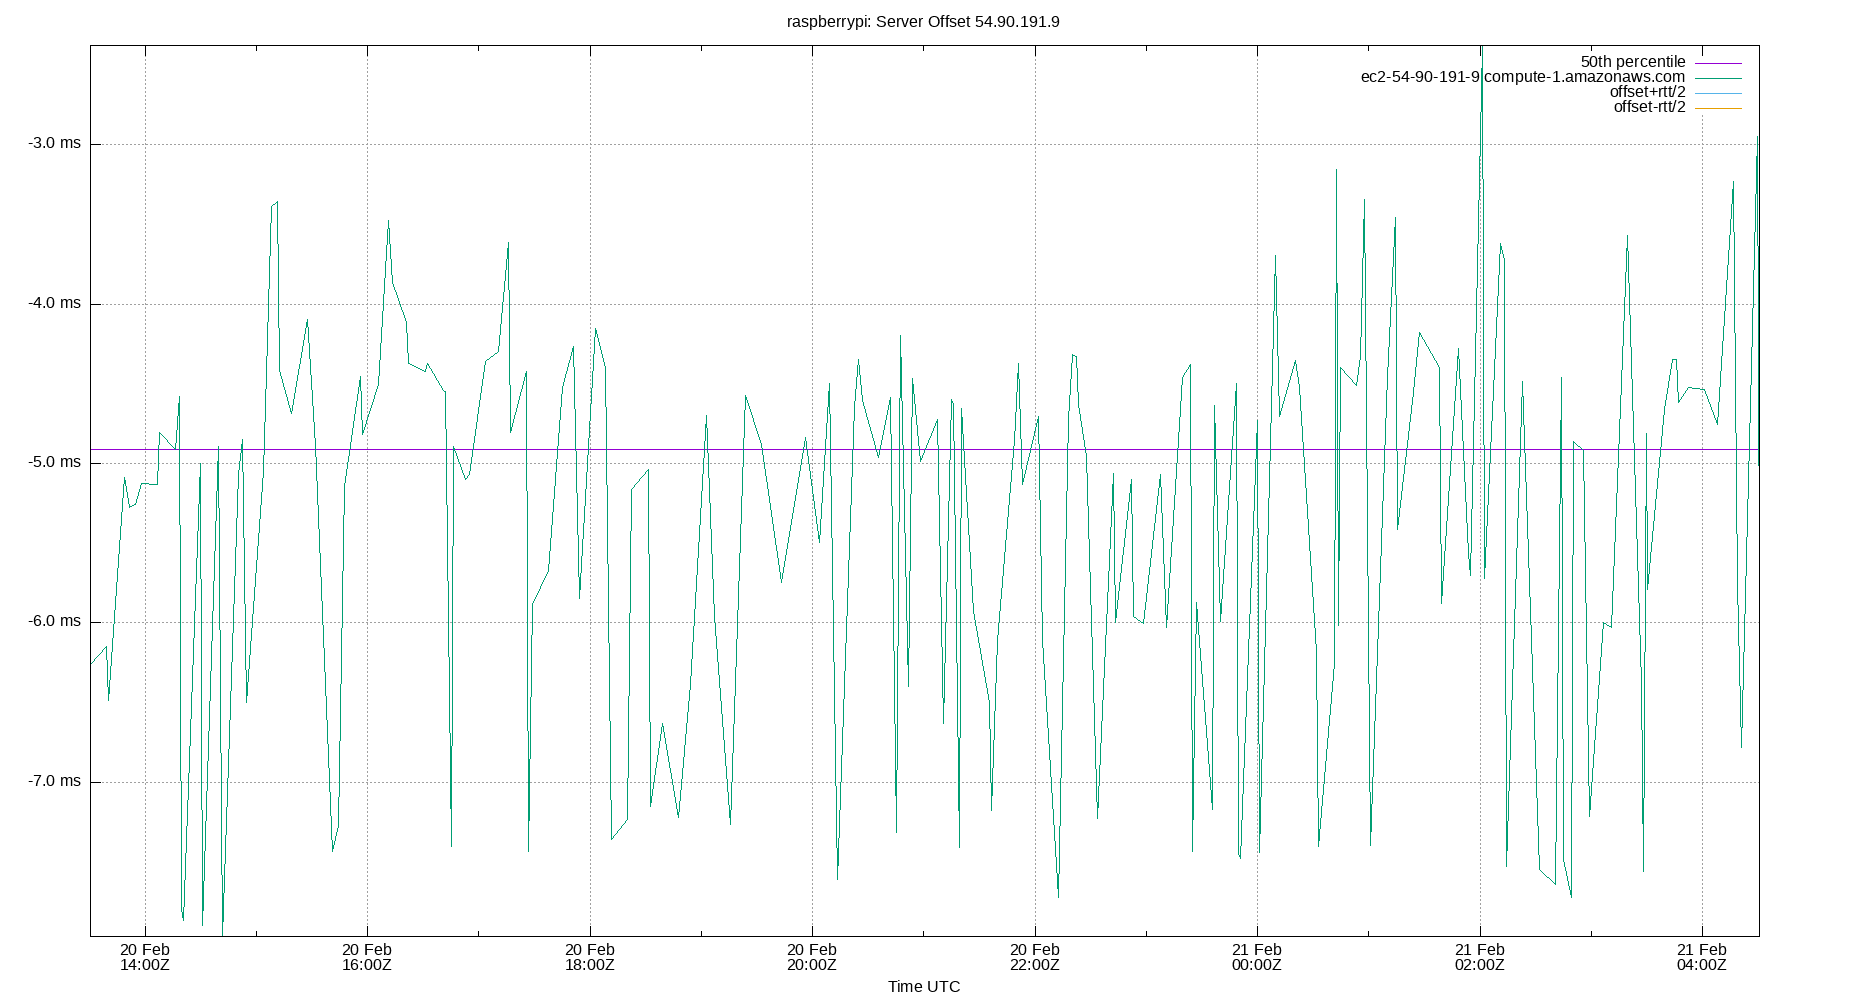 raspberrypi: Server Offset 54.90.191.9
50th percentile
ec2-54-90-191-9.compute-1.amazonaws.com
offset+rtt/2
offset-rtt/2
-3.0 ms
-4.0 ms
-5.0 ms
-6.0 ms
-7.0 ms
20 Feb 20 Feb 20 Feb 20 Feb 20 Feb 21 Feb 21 Feb 21 Feb
14:00Z 16:00Z 18:00Z 20:00Z 22:00Z 00:00Z 02:00Z 04:00Z
Time UTC